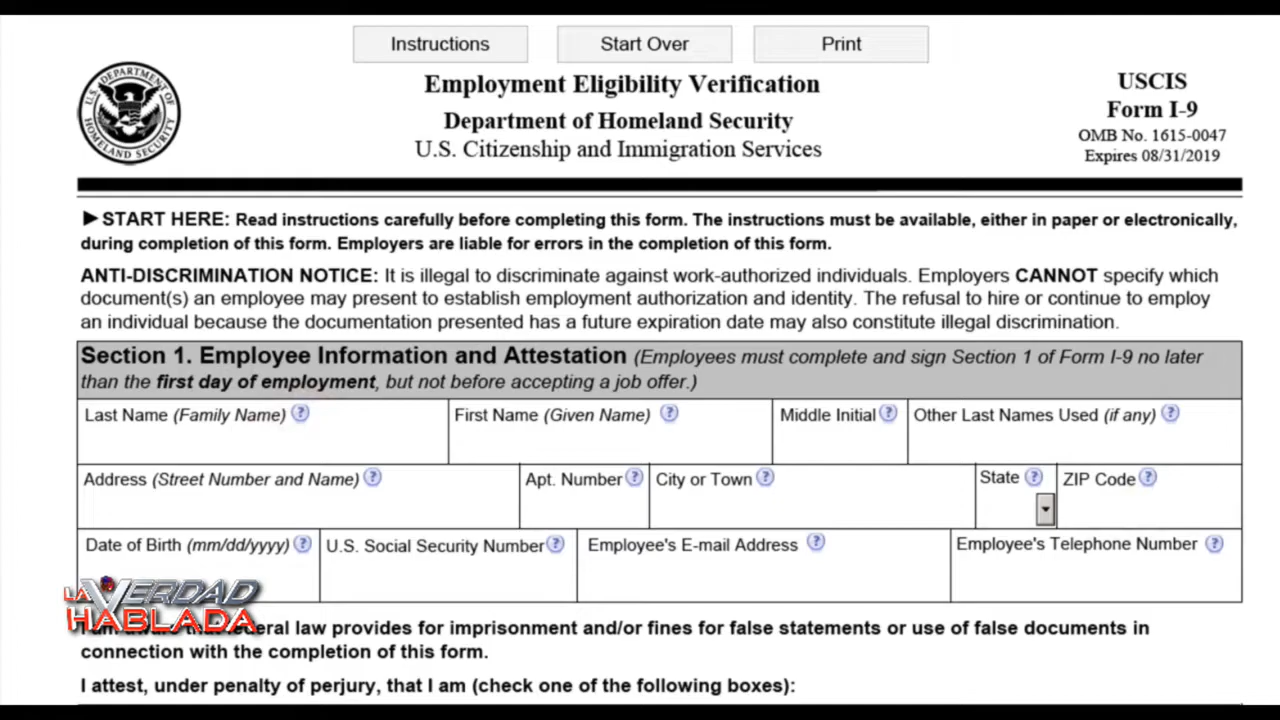 Instructions Start Over Print
Employment Eligibility Verification
Department of Homeland Security
U.S. Citizenship and Immigration Services
USCIS
Form I-9
OMB No. 1615-0047
Expires 08/31/2019
U.S. DEPARTMENT OF HOMELAND SECURITY
►START HERE: Read instructions carefully before completing this form. The instructions must be available, either in paper or electronically,
during completion of this form. Employers are liable for errors in the completion of this form.
ANTI-DISCRIMINATION NOTICE: It is illegal to discriminate against work-authorized individuals. Employers CANNOT specify which
document(s) an employee may present to establish employment authorization and identity. The refusal to hire or continue to employ
an individual because the documentation presented has a future expiration date may also constitute illegal discrimination.
Section 1. Employee Information and Attestation (Employees must complete and sign Section 1 of Form I-9 no later
than the first day of employment, but not before accepting a job offer.)
Last Name (Family Name) ? First Name (Given Name) ? Middle Initial ? Other Last Names Used (if any) ?
Address (Street Number and Name) ? Apt. Number ? City or Town ? State ? ZIP Code ?
Date of Birth (mm/dd/yyyy) ? U.S. Social Security Number ? Employee's E-mail Address ? Employee's Telephone Number ?
LA VERDAD
HABLADA
federal law provides for imprisonment and/or fines for false statements or use of false documents in
connection with the completion of this form.
I attest, under penalty of perjury, that I am (check one of the following boxes):